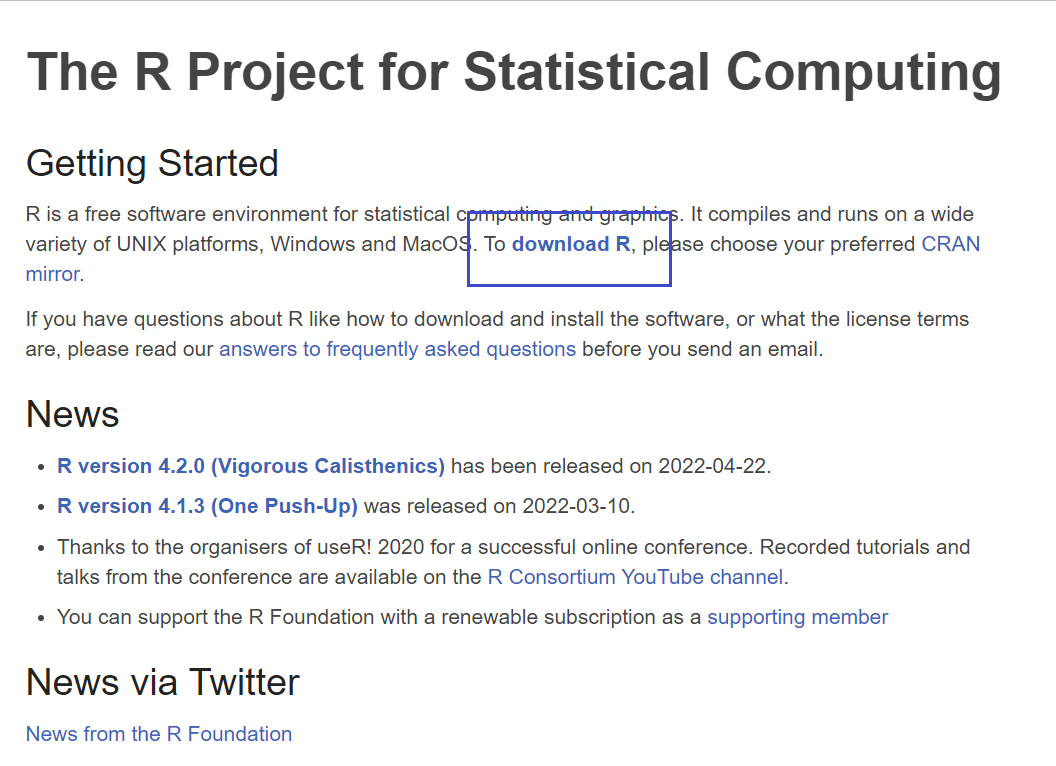 The R Project for Statistical Computing
Getting Started
R is a free software environment for statistical computing and graphics. It compiles and runs on a wide
variety of UNIX platforms, Windows and MacOS. To download R, please choose your preferred CRAN
mirror.
If you have questions about R like how to download and install the software, or what the license terms
are, please read our answers to frequently asked questions before you send an email.
News
• R version 4.2.0 (Vigorous Calisthenics) has been released on 2022-04-22.
• R version 4.1.3 (One Push-Up) was released on 2022-03-10.
• Thanks to the organisers of useR! 2020 for a successful online conference. Recorded tutorials and
talks from the conference are available on the R Consortium YouTube channel.
• You can support the R Foundation with a renewable subscription as a supporting member
News via Twitter
News from the R Foundation